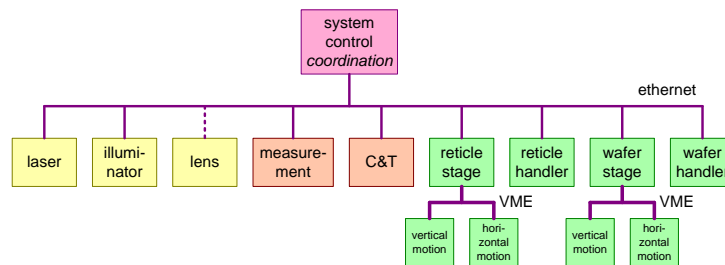 system
control
coordination
ethernet
laser
illumi-
nator
lens
measure-
ment
C&T
reticle
stage
reticle
handler
wafer
stage
wafer
handler
VME
VME
vertical
motion
hori-
zontal
motion
vertical
motion
hori-
zontal
motion